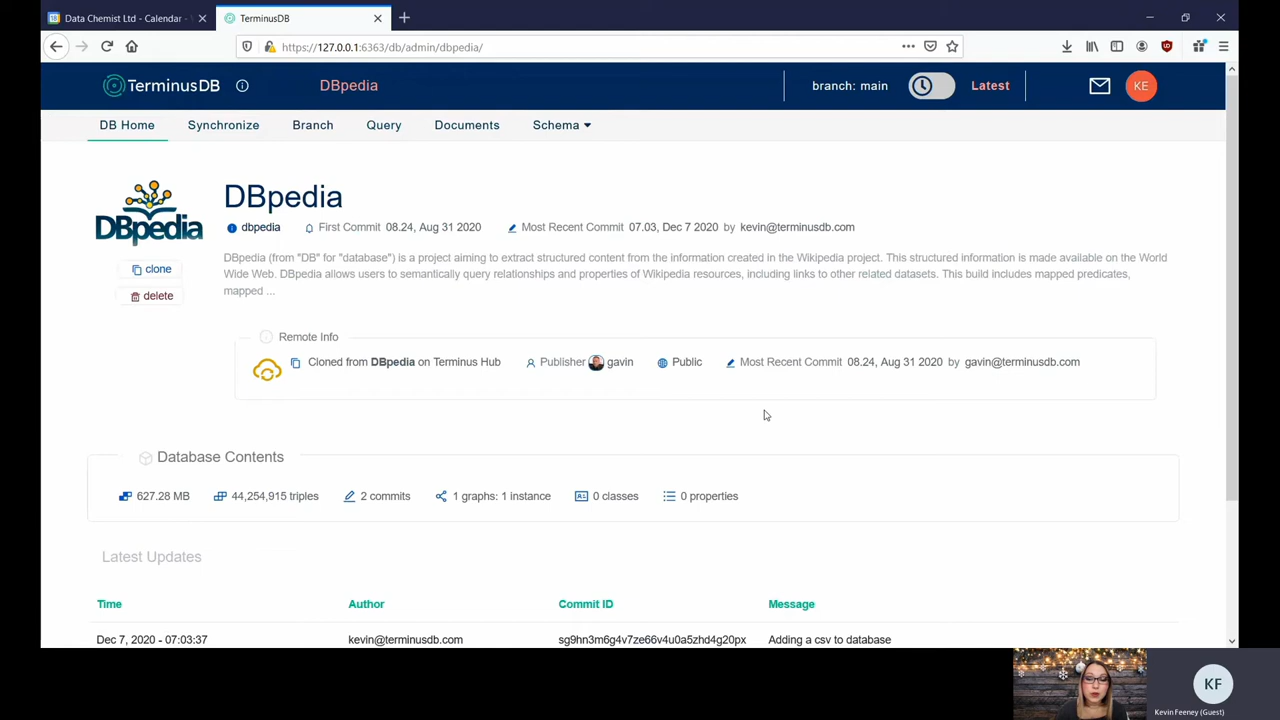 Data Chemist Ltd - Calendar -
TerminusDB
https://127.0.0.1:6363/db/admin/dbpedia/
TerminusDB
DBpedia
branch: main
Latest
KE
DB Home
Synchronize
Branch
Query
Documents
Schema
DBpedia
DBpedia
dbpedia
First Commit 08.24, Aug 31 2020
Most Recent Commit 07.03, Dec 7 2020 by kevin@terminusdb.com
clone
delete
DBpedia (from "DB" for "database") is a project aiming to extract structured content from the information created in the Wikipedia project. This structured information is made available on the World
Wide Web. DBpedia allows users to semantically query relationships and properties of Wikipedia resources, including links to other related datasets. This build includes mapped predicates,
mapped ...
Remote Info
Cloned from DBpedia on Terminus Hub
Publisher gavin
Public
Most Recent Commit 08.24, Aug 31 2020 by gavin@terminusdb.com
Database Contents
627.28 MB
44,254,915 triples
2 commits
1 graphs: 1 instance
0 classes
0 properties
Latest Updates
Time Author Commit ID Message
Dec 7, 2020 - 07:03:37 kevin@terminusdb.com sg9hn3m6g4v7ze66v4u0a5zhd4g20px Adding a csv to database
KF
Kevin Feeney (Guest)